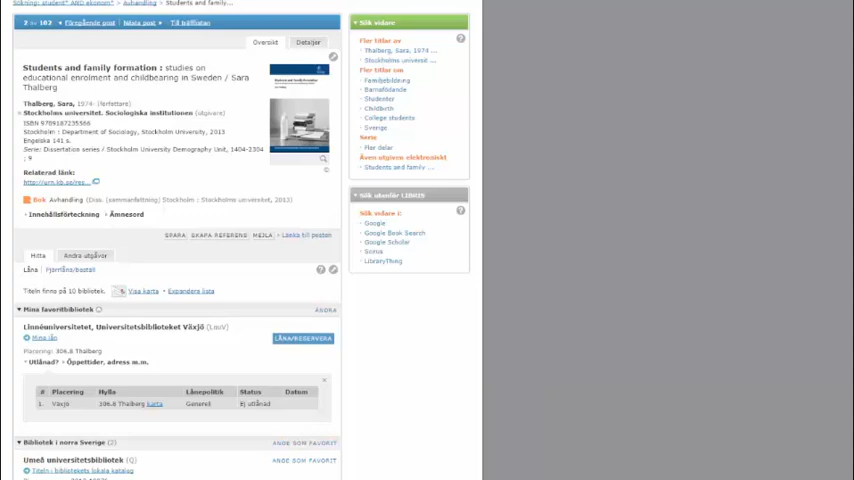 Sökning: student* AND ekonom* > Avhandling > Students and family...
2 av 182 Föregående post | Nästa post Till träfflistan
Översikt Detaljer
Students and family formation : studies on
educational enrolment and childbearing in Sweden / Sara
Thalberg
Thalberg, Sara, 1974- (författare)
Stockholms universitet. Sociologiska institutionen (utgivare)
ISBN 9789187235566
Stockholm : Department of Sociology, Stockholm University, 2013
Engelska 141 s.
Serie: Dissertation series / Stockholm University Demography Unit, 1404-2304
; 9
Relaterad länk:
http://urn.kb.se/res...
Bok Avhandling (Diss. (sammanfattning) Stockholm : Stockholms universitet, 2013)
Innehållsförteckning Ämnesord
SPARA SKAPA REFERENS MEJLA Länka till posten
Hitta Andra utgåvor
Låna Fjärrlåna/beställ
Titeln finns på 10 bibliotek. Visa karta Expandera lista
Mina favoritbibliotek ÄNDRA
Linnéuniversitetet, Universitetsbiblioteket Växjö (LnuV)
Mina lån LÅNA/RESERVERA
Placering: 306.8 Thalberg
Utlånad? Öppettider, adress m.m.
# Placering Hylla Lånepolitik Status Datum
1. Växjö 306.8 Thalberg karta Generell Ej utlånad
Bibliotek i norra Sverige (2) ANGE SOM FAVORIT
Umeå universitetsbibliotek (Q) ANGE SOM FAVORIT
Titeln i bibliotekets lokala katalog
Sök vidare
Fler titlar av
Thalberg, Sara, 1974 ...
Stockholms universit ...
Fler titlar om
Familjebildning
Barnafödande
Studenter
Childbirth
College students
Sverige
Serie
Fler delar
Även utgiven elektroniskt
Students and family ...
Sök utanför LIBRIS
Sök vidare i:
Google
Google Book Search
Google Scholar
Scirus
LibraryThing